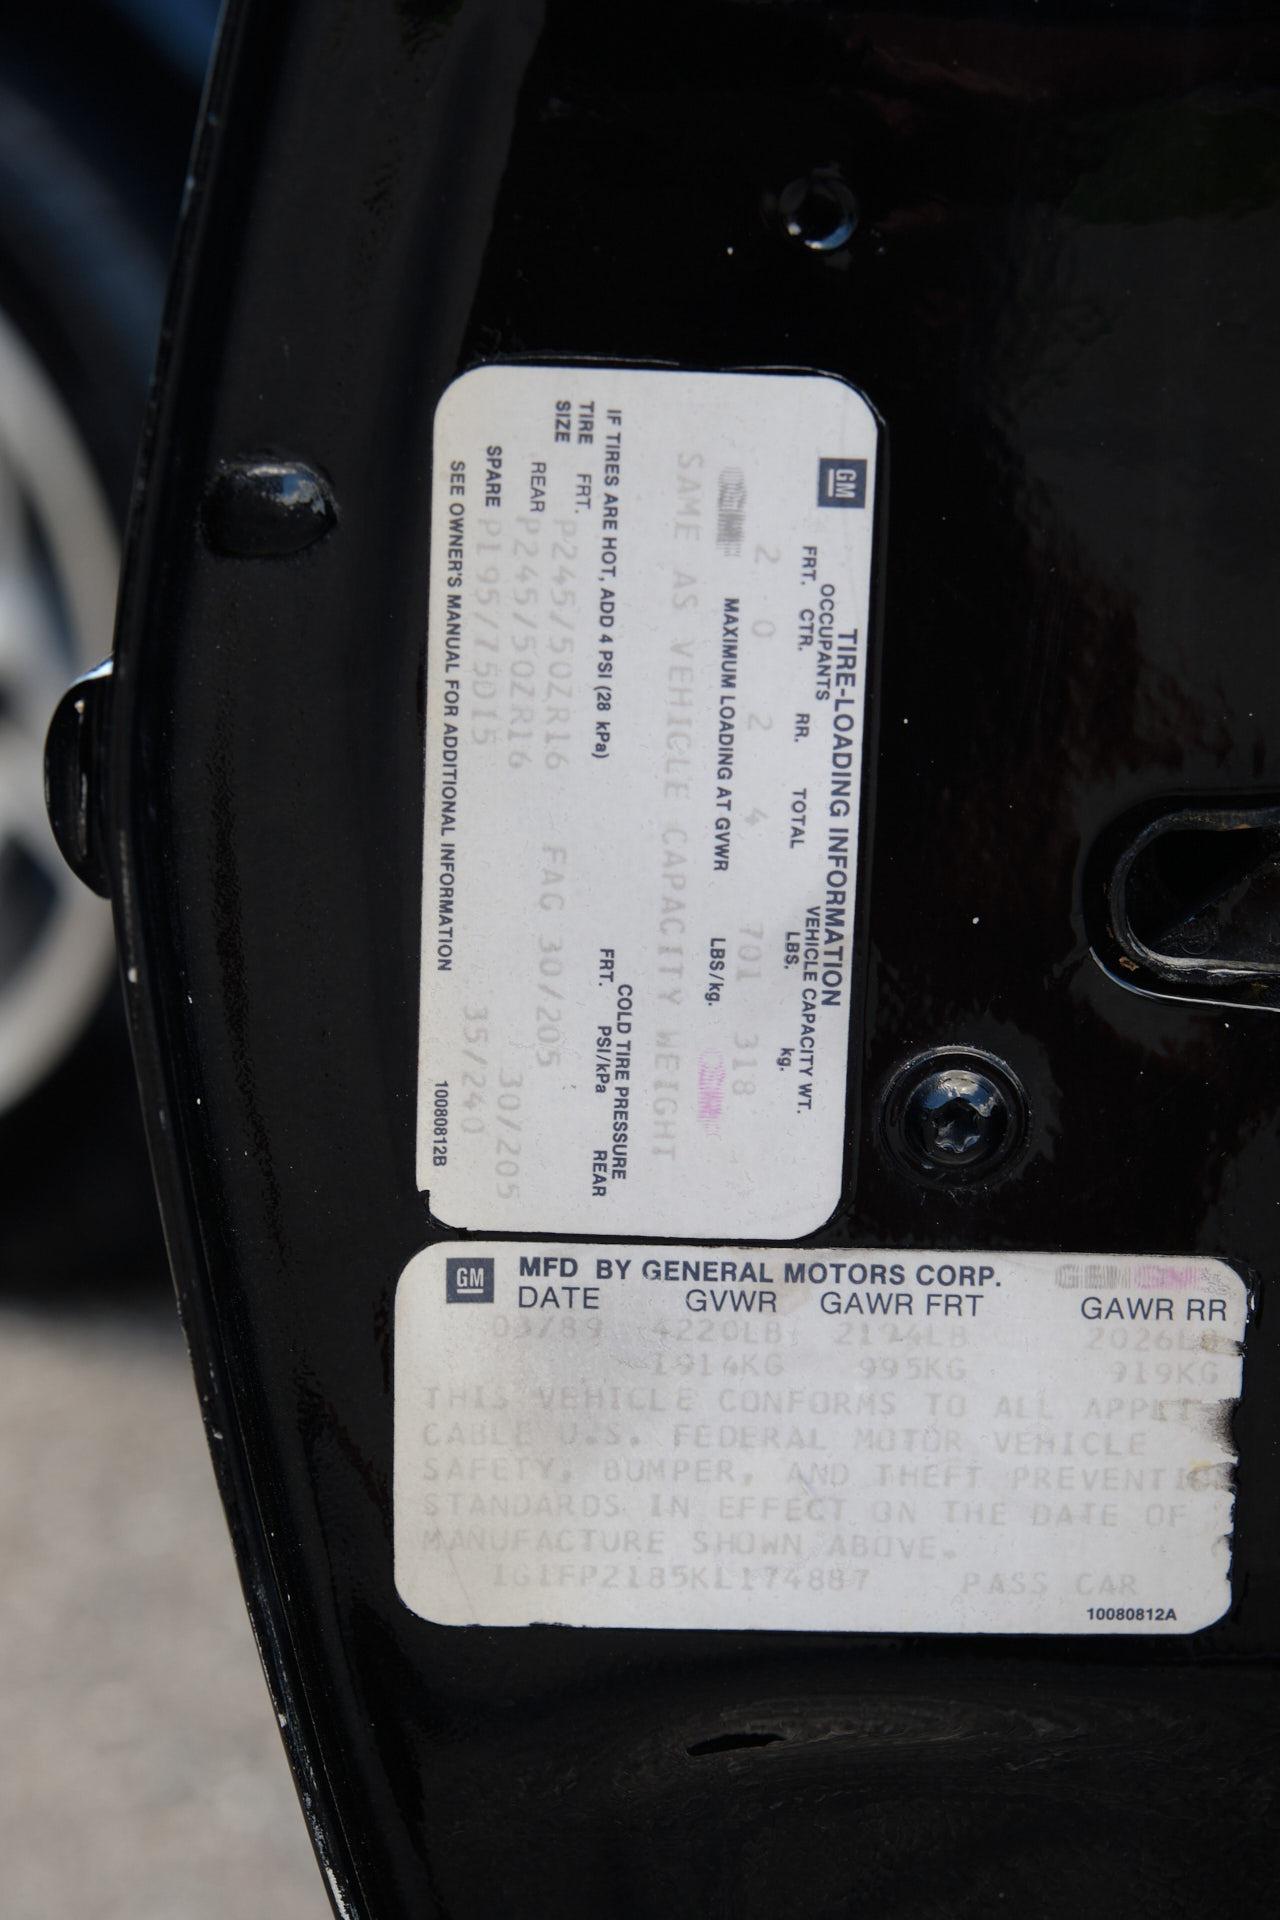 GM
TIRE-LOADING INFORMATION
OCCUPANTS VEHICLE CAPACITY WT.
FRT. CTR. RR. TOTAL LBS. kg.
2 0 2 4 701 318
MAXIMUM LOADING AT GVWR LBS/kg.
SAME AS VEHICLE CAPACITY WEIGHT
IF TIRES ARE HOT, ADD 4 PSI (28 kPa) COLD TIRE PRESSURE
TIRE FRT. PSI/kPa REAR
SIZE FRT. P245/50ZR16 FAG 30/205
REAR P245/50ZR16 30/205
SPARE P195/75D15 35/240
SEE OWNER'S MANUAL FOR ADDITIONAL INFORMATION 10080812B
GM MFD BY GENERAL MOTORS CORP.
DATE GVWR GAWR FRT GAWR RR
03/89 4220LB 2194LB 2026LB
1914KG 995KG 919KG
THIS VEHICLE CONFORMS TO ALL APPLI-
CABLE U.S. FEDERAL MOTOR VEHICLE
SAFETY, BUMPER, AND THEFT PREVENTION
STANDARDS IN EFFECT ON THE DATE OF
MANUFACTURE SHOWN ABOVE.
1G1FP2185KL174887 PASS CAR
10080812A